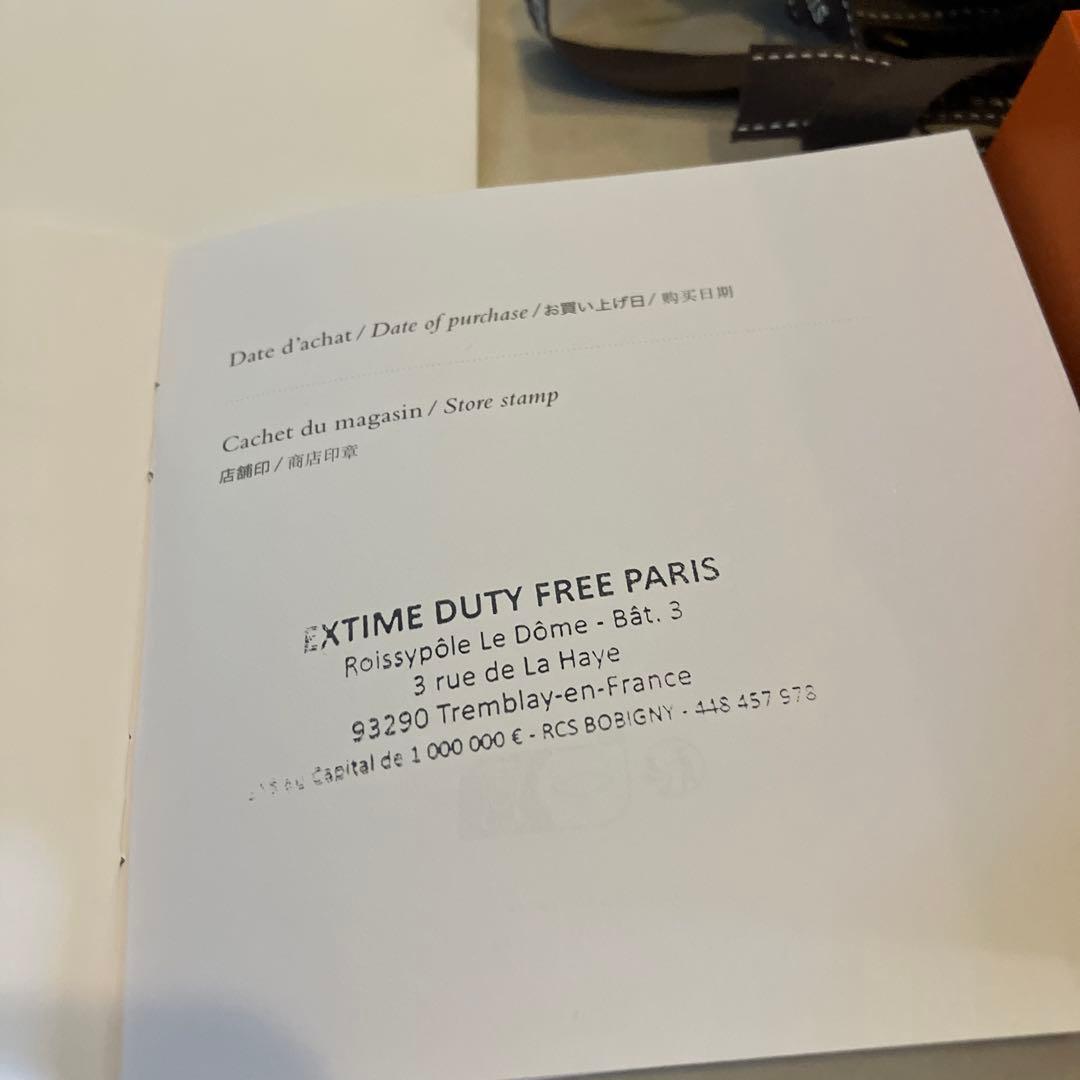 Date d'achat / Date of purchase / お買い上げ日 / 购买日期
Cachet du magasin / Store stamp
店舗印 / 商店印章
EXTIME DUTY FREE PARIS
Roissypôle Le Dôme - Bât. 3
3 rue de La Haye
93290 Tremblay-en-France
au Capital de 1 000 000 € - RCS BOBIGNY - 448 457 978